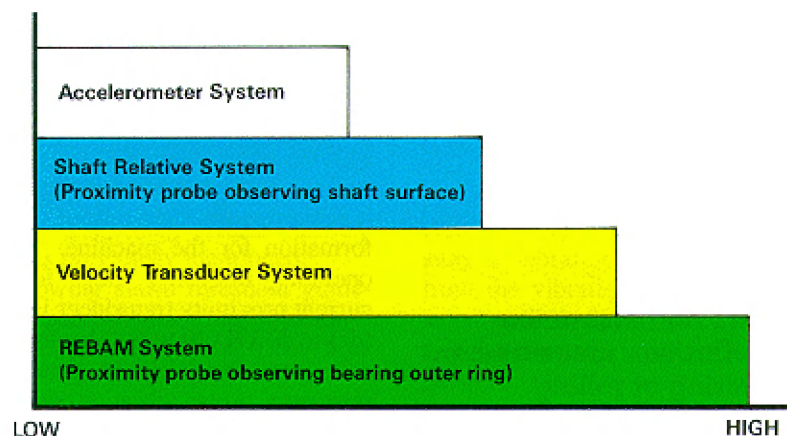 Accelerometer System
Shaft Relative System
(Proximity probe observing shaft surface)
Velocity Transducer System
REBAM System
(Proximity probe observing bearing outer ring)
LOW
HIGH